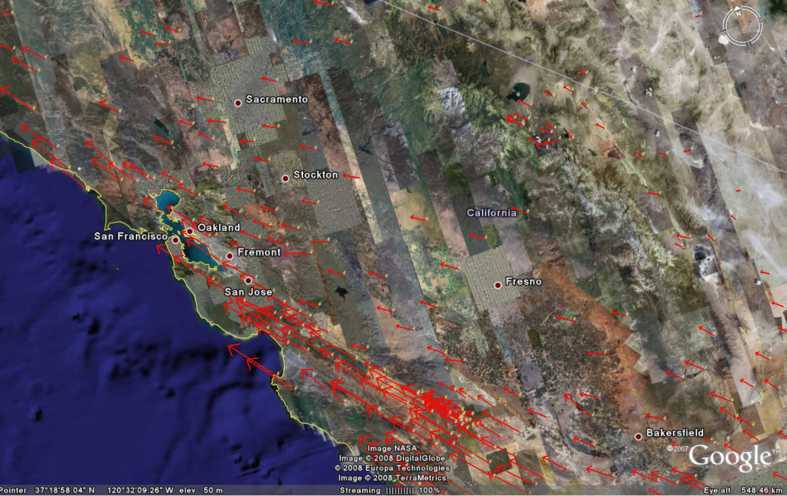 N
Sacramento
Stockton
California
Oakland
San Francisco
Fremont
Fresno
San Jose
Bakersfield
Image NASA
Image © 2008 DigitalGlobe
© 2008 Europa Technologies
Image © 2008 TerraMetrics
© 2007 Google™
Pointer 37°18'58.04" N 120°32'09.26" W elev 50 m
Streaming |||||||||| 100%
Eye alt 548.46 km